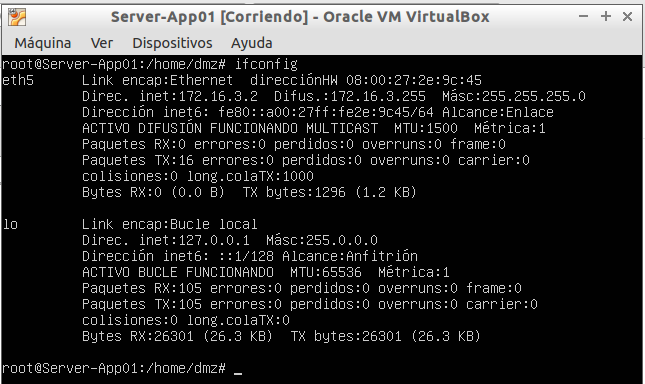 Server-App01 [Corriendo] - Oracle VM VirtualBox
Máquina Ver Dispositivos Ayuda
root@Server-App01:/home/dmz# ifconfig
eth5 Link encap:Ethernet direcciónHW 08:00:27:2e:9c:45
Direc. inet:172.16.3.2 Difus.:172.16.3.255 Másc:255.255.255.0
Dirección inet6: fe80::a00:27ff:fe2e:9c45/64 Alcance:Enlace
ACTIVO DIFUSIÓN FUNCIONANDO MULTICAST MTU:1500 Métrica:1
Paquetes RX:0 errores:0 perdidos:0 overruns:0 frame:0
Paquetes TX:16 errores:0 perdidos:0 overruns:0 carrier:0
colisiones:0 long.colaTX:1000
Bytes RX:0 (0.0 B) TX bytes:1296 (1.2 KB)
lo Link encap:Bucle local
Direc. inet:127.0.0.1 Másc:255.0.0.0
Dirección inet6: ::1/128 Alcance:Anfitrión
ACTIVO BUCLE FUNCIONANDO MTU:65536 Métrica:1
Paquetes RX:105 errores:0 perdidos:0 overruns:0 frame:0
Paquetes TX:105 errores:0 perdidos:0 overruns:0 carrier:0
colisiones:0 long.colaTX:0
Bytes RX:26301 (26.3 KB) TX bytes:26301 (26.3 KB)
root@Server-App01:/home/dmz# _